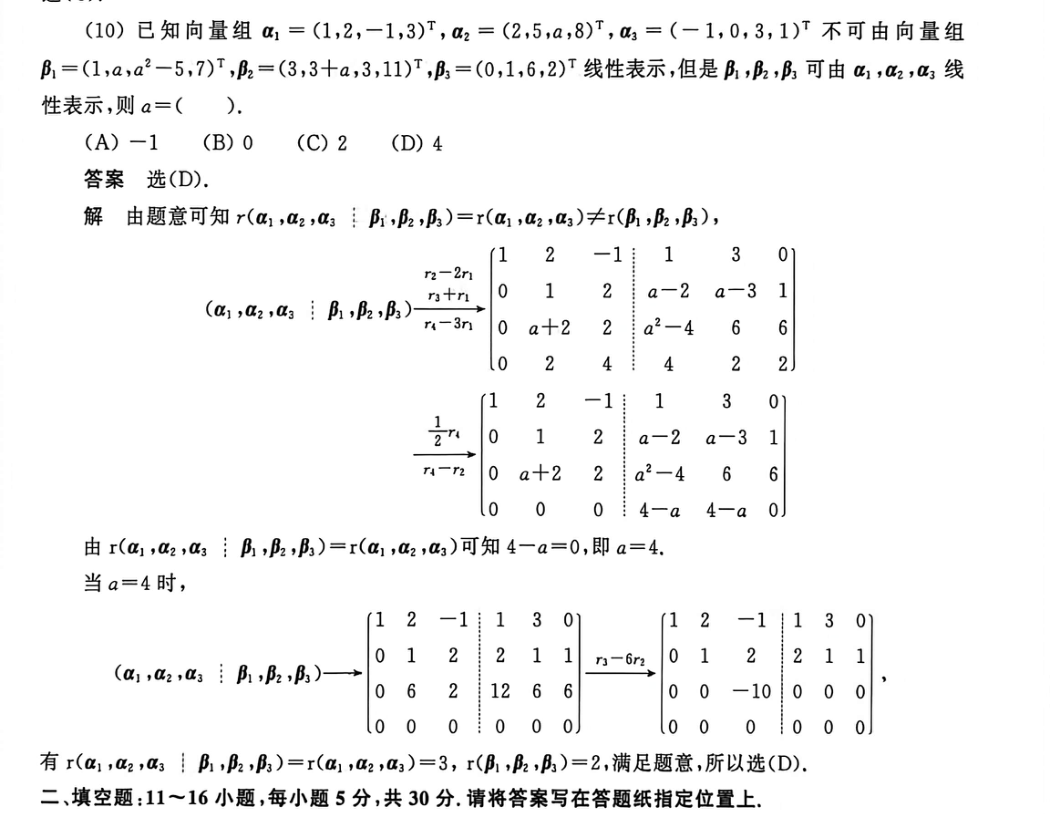 (10) 已知向量组 α₁ = (1,2,−1,3)ᵀ, α₂ = (2,5,a,8)ᵀ, α₃ = (−1,0,3,1)ᵀ 不可由向量组
β₁=(1,a,a²−5,7)ᵀ,β₂=(3,3+a,3,11)ᵀ,β₃=(0,1,6,2)ᵀ 线性表示,但是 β₁,β₂,β₃ 可由 α₁,α₂,α₃ 线
性表示,则 a=( ).
(A) −1 (B) 0 (C) 2 (D) 4
答案 选(D).
解 由题意可知 r(α₁,α₂,α₃ ⋮ β₁,β₂,β₃)=r(α₁,α₂,α₃)≠r(β₁,β₂,β₃),
1 2 −1 1 3 0
r₂−2r₁
0 1 2 a−2 a−3 1
r₃+r₁
(α₁,α₂,α₃ ⋮ β₁,β₂,β₃)
r₄−3r₁
0 a+2 2 a²−4 6 6
0 2 4 4 2 2
1 2 −1 1 3 0
½r₄
0 1 2 a−2 a−3 1
r₄−r₂
0 a+2 2 a²−4 6 6
0 0 0 4−a 4−a 0
由 r(α₁,α₂,α₃ ⋮ β₁,β₂,β₃)=r(α₁,α₂,α₃)可知 4−a=0,即 a=4.
当 a=4 时,
1 2 −1 1 3 0 1 2 −1 1 3 0
0 1 2 2 1 1 r₃−6r₂ 0 1 2 2 1 1
(α₁,α₂,α₃ ⋮ β₁,β₂,β₃)→ ,
0 6 2 12 6 6 0 0 −10 0 0 0
0 0 0 0 0 0 0 0 0 0 0 0
有 r(α₁,α₂,α₃ ⋮ β₁,β₂,β₃)=r(α₁,α₂,α₃)=3, r(β₁,β₂,β₃)=2,满足题意,所以选(D).
二、填空题:11～16 小题,每小题 5 分,共 30 分.请将答案写在答题纸指定位置上.